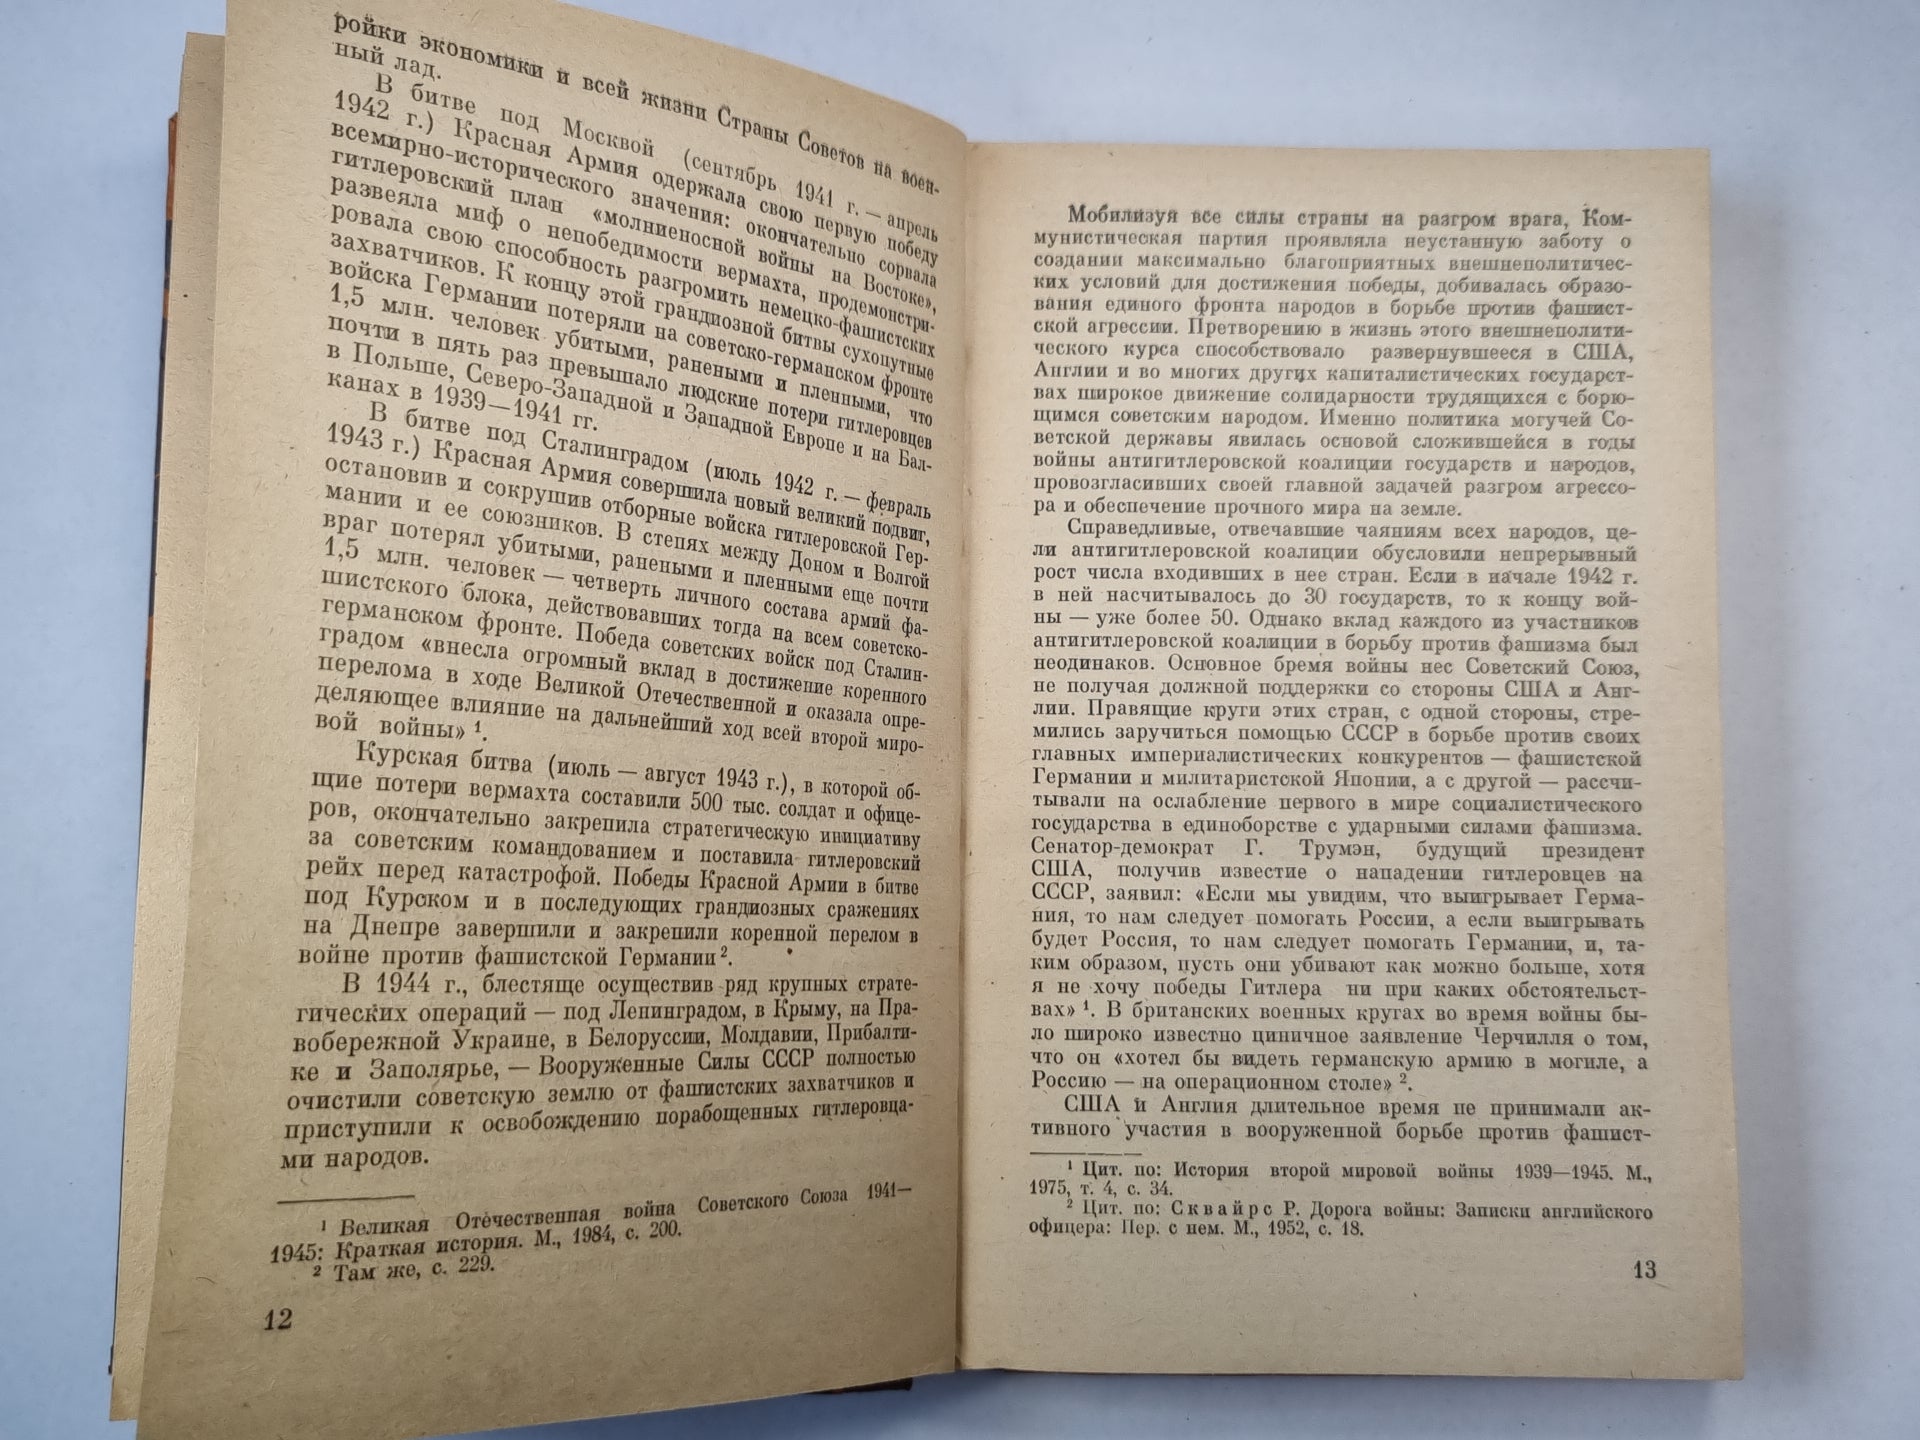 ройки экономики и всей жизни Страны Советов на воен-
ный лад.
В битве под Москвой (сентябрь 1941 г. — апрель
1942 г.) Красная Армия одержала свою первую победу
всемирно-исторического значения: окончательно сорвала
гитлеровский план «молниеносной войны на Востоке»,
развеяла миф о непобедимости вермахта, продемонстри-
ровала свою способность разгромить немецко-фашистских
захватчиков. К концу этой грандиозной битвы сухопутные
войска Германии потеряли на советско-германском фронте
1,5 млн. человек убитыми, ранеными и пленными, что
почти в пять раз превышало людские потери гитлеровцев
в Польше, Северо-Западной и Западной Европе и на Бал-
канах в 1939—1941 гг.
В битве под Сталинградом (июль 1942 г. — февраль
1943 г.) Красная Армия совершила новый великий подвиг,
остановив и сокрушив отборные войска гитлеровской Гер-
мании и ее союзников. В степях между Доном и Волгой
враг потерял убитыми, ранеными и пленными еще почти
1,5 млн. человек — четверть личного состава армий фа-
шистского блока, действовавших тогда на всем советско-
германском фронте. Победа советских войск под Сталин-
градом «внесла огромный вклад в достижение коренного
перелома в ходе Великой Отечественной и оказала опре-
деляющее влияние на дальнейший ход всей второй миро-
вой войны» ¹.
Курская битва (июль — август 1943 г.), в которой об-
щие потери вермахта составили 500 тыс. солдат и офице-
ров, окончательно закрепила стратегическую инициативу
за советским командованием и поставила гитлеровский
рейх перед катастрофой. Победы Красной Армии в битве
под Курском и в последующих грандиозных сражениях
на Днепре завершили и закрепили коренной перелом в
войне против фашистской Германии ².
В 1944 г., блестяще осуществив ряд крупных страте-
гических операций — под Ленинградом, в Крыму, на Пра-
вобережной Украине, в Белоруссии, Молдавии, Прибалти-
ке и Заполярье, — Вооруженные Силы СССР полностью
очистили советскую землю от фашистских захватчиков и
приступили к освобождению порабощенных гитлеровца-
ми народов.
¹ Великая Отечественная война Советского Союза 1941—
1945: Краткая история. М., 1984, с. 200.
² Там же, с. 229.
12
Мобилизуя все силы страны на разгром врага, Ком-
мунистическая партия проявляла неустанную заботу о
создании максимально благоприятных внешнеполитичес-
ких условий для достижения победы, добивалась образо-
вания единого фронта народов в борьбе против фашист-
ской агрессии. Претворению в жизнь этого внешнеполити-
ческого курса способствовало развернувшееся в США,
Англии и во многих других капиталистических государст-
вах широкое движение солидарности трудящихся с борю-
щимся советским народом. Именно политика могучей Со-
ветской державы явилась основой сложившейся в годы
войны антигитлеровской коалиции государств и народов,
провозгласивших своей главной задачей разгром агрессо-
ра и обеспечение прочного мира на земле.
Справедливые, отвечавшие чаяниям всех народов, це-
ли антигитлеровской коалиции обусловили непрерывный
рост числа входивших в нее стран. Если в начале 1942 г.
в ней насчитывалось до 30 государств, то к концу вой-
ны — уже более 50. Однако вклад каждого из участников
антигитлеровской коалиции в борьбу против фашизма был
неодинаков. Основное бремя войны нес Советский Союз,
не получая должной поддержки со стороны США и Анг-
лии. Правящие круги этих стран, с одной стороны, стре-
мились заручиться помощью СССР в борьбе против своих
главных империалистических конкурентов — фашистской
Германии и милитаристской Японии, а с другой — рассчи-
тывали на ослабление первого в мире социалистического
государства в единоборстве с ударными силами фашизма.
Сенатор-демократ Г. Трумэн, будущий президент
США, получив известие о нападении гитлеровцев на
СССР, заявил: «Если мы увидим, что выигрывает Герма-
ния, то нам следует помогать России, а если выигрывать
будет Россия, то нам следует помогать Германии, и, та-
ким образом, пусть они убивают как можно больше, хотя
я не хочу победы Гитлера ни при каких обстоятельст-
вах» ¹. В британских военных кругах во время войны бы-
ло широко известно циничное заявление Черчилля о том,
что он «хотел бы видеть германскую армию в могиле, а
Россию — на операционном столе» ².
США и Англия длительное время не принимали ак-
тивного участия в вооруженной борьбе против фашист-
¹ Цит. по: История второй мировой войны 1939—1945. М.,
1975, т. 4, с. 34.
² Цит. по: Сквайрс Р. Дорога войны: Записки английского
офицера: Пер. с нем. М., 1952, с. 18.
13